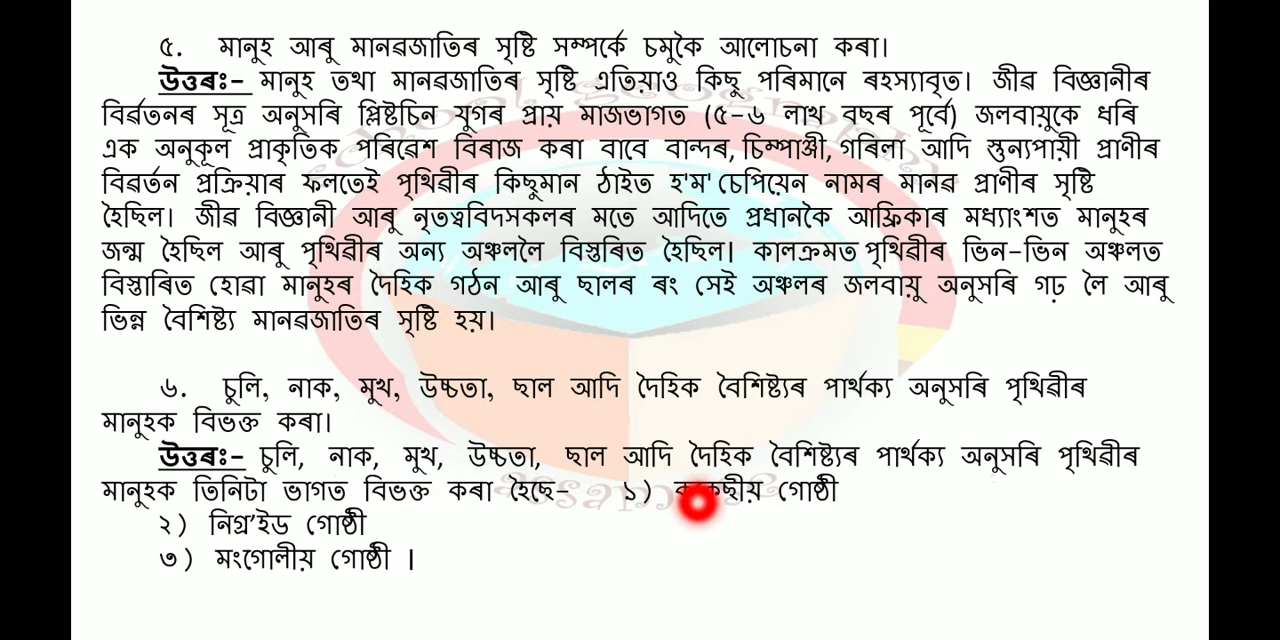 ৫. মানুহ আৰু মানৱজাতিৰ সৃষ্টি সম্পৰ্কে চমুকৈ আলোচনা কৰা।
উত্তৰঃ- মানুহ তথা মানৱজাতিৰ সৃষ্টি এতিয়াও কিছু পৰিমানে ৰহস্যাবৃত। জীৱ বিজ্ঞানীৰ
বিৰ্ৱতনৰ সূত্ৰ অনুসৰি প্লিষ্টচিন যুগৰ প্ৰায় মাজভাগত (৫-৬ লাখ বছৰ পূৰ্বে) জলবায়ুকে ধৰি
এক অনুকূল প্ৰাকৃতিক পৰিৱেশ বিৰাজ কৰা বাবে বান্দৰ, চিম্পাঞ্জী, গৰিলা আদি স্তুন্যপায়ী প্ৰাণীৰ
বিৱৰ্তন প্ৰক্ৰিয়াৰ ফলতেই পৃথিৱীৰ কিছুমান ঠাইত হ'ম' চেপিয়েন নামৰ মানৱ প্ৰাণীৰ সৃষ্টি
হৈছিল। জীৱ বিজ্ঞানী আৰু নৃতত্ববিদসকলৰ মতে আদিতে প্ৰধানকৈ আফ্ৰিকাৰ মধ্যাংশত মানুহৰ
জন্ম হৈছিল আৰু পৃথিৱীৰ অন্য অঞ্চললৈ বিস্তৰিত হৈছিল। কালক্ৰমত পৃথিৱীৰ ভিন-ভিন অঞ্চলত
বিস্তাৰিত হোৱা মানুহৰ দৈহিক গঠন আৰু ছালৰ ৰং সেই অঞ্চলৰ জলবায়ু অনুসৰি গঢ় লৈ আৰু
ভিন্ন বৈশিষ্ট্য মানৱজাতিৰ সৃষ্টি হয়।
৬. চুলি, নাক, মুখ, উচ্চতা, ছাল আদি দৈহিক বৈশিষ্ট্যৰ পাৰ্থক্য অনুসৰি পৃথিৱীৰ
মানুহক বিভক্ত কৰা।
উত্তৰঃ- চুলি, নাক, মুখ, উচ্চতা, ছাল আদি দৈহিক বৈশিষ্ট্যৰ পাৰ্থক্য অনুসৰি পৃথিৱীৰ
মানুহক তিনিটা ভাগত বিভক্ত কৰা হৈছে- ১) গোষ্ঠী
২) নিগ্ৰ'ইড গোষ্ঠী
৩) মংগোলীয় গোষ্ঠী ।